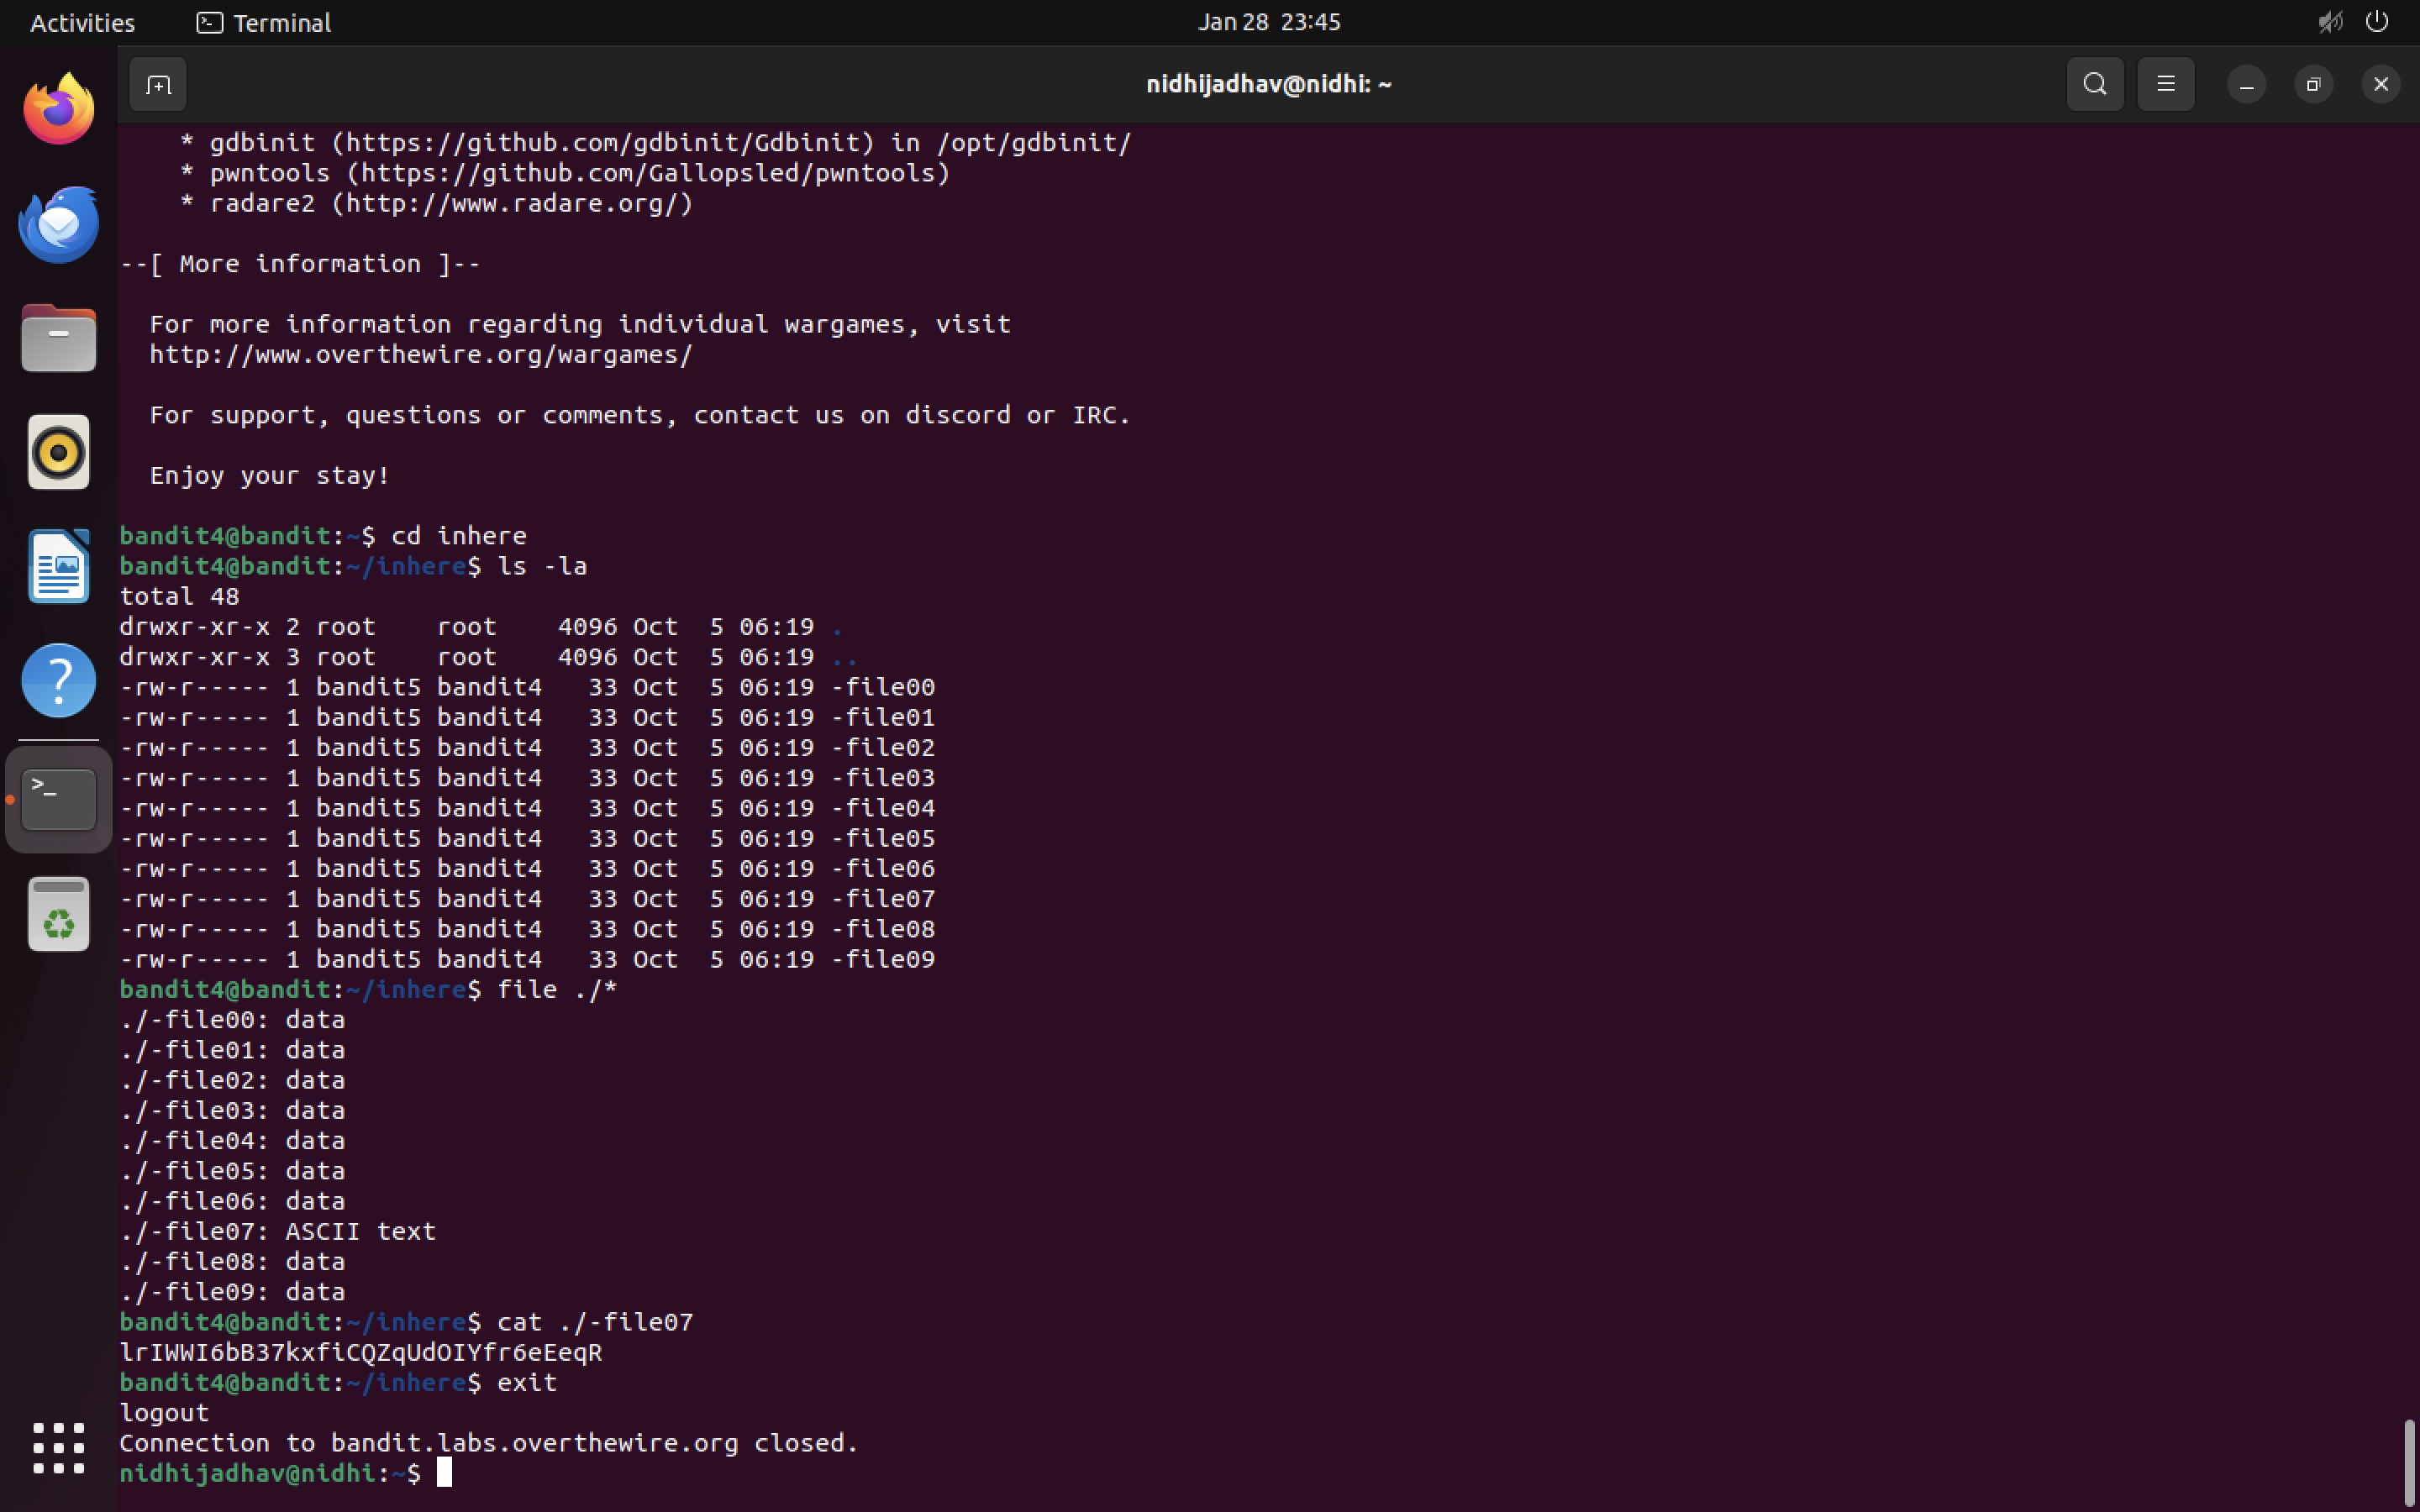 Activities Terminal Jan 28 23:45
nidhijadhav@nidhi: ~
* gdbinit (https://github.com/gdbinit/Gdbinit) in /opt/gdbinit/
* pwntools (https://github.com/Gallopsled/pwntools)
* radare2 (http://www.radare.org/)
--[ More information ]--
For more information regarding individual wargames, visit
http://www.overthewire.org/wargames/
For support, questions or comments, contact us on discord or IRC.
Enjoy your stay!
bandit4@bandit:~$ cd inhere
bandit4@bandit:~/inhere$ ls -la
total 48
drwxr-xr-x 2 root    root    4096 Oct  5 06:19 .
drwxr-xr-x 3 root    root    4096 Oct  5 06:19 ..
-rw-r----- 1 bandit5 bandit4   33 Oct  5 06:19 -file00
-rw-r----- 1 bandit5 bandit4   33 Oct  5 06:19 -file01
-rw-r----- 1 bandit5 bandit4   33 Oct  5 06:19 -file02
-rw-r----- 1 bandit5 bandit4   33 Oct  5 06:19 -file03
-rw-r----- 1 bandit5 bandit4   33 Oct  5 06:19 -file04
-rw-r----- 1 bandit5 bandit4   33 Oct  5 06:19 -file05
-rw-r----- 1 bandit5 bandit4   33 Oct  5 06:19 -file06
-rw-r----- 1 bandit5 bandit4   33 Oct  5 06:19 -file07
-rw-r----- 1 bandit5 bandit4   33 Oct  5 06:19 -file08
-rw-r----- 1 bandit5 bandit4   33 Oct  5 06:19 -file09
bandit4@bandit:~/inhere$ file ./*
./-file00: data
./-file01: data
./-file02: data
./-file03: data
./-file04: data
./-file05: data
./-file06: data
./-file07: ASCII text
./-file08: data
./-file09: data
bandit4@bandit:~/inhere$ cat ./-file07
lrIWWI6bB37kxfiCQZqUdOIYfr6eEeqR
bandit4@bandit:~/inhere$ exit
logout
Connection to bandit.labs.overthewire.org closed.
nidhijadhav@nidhi:~$